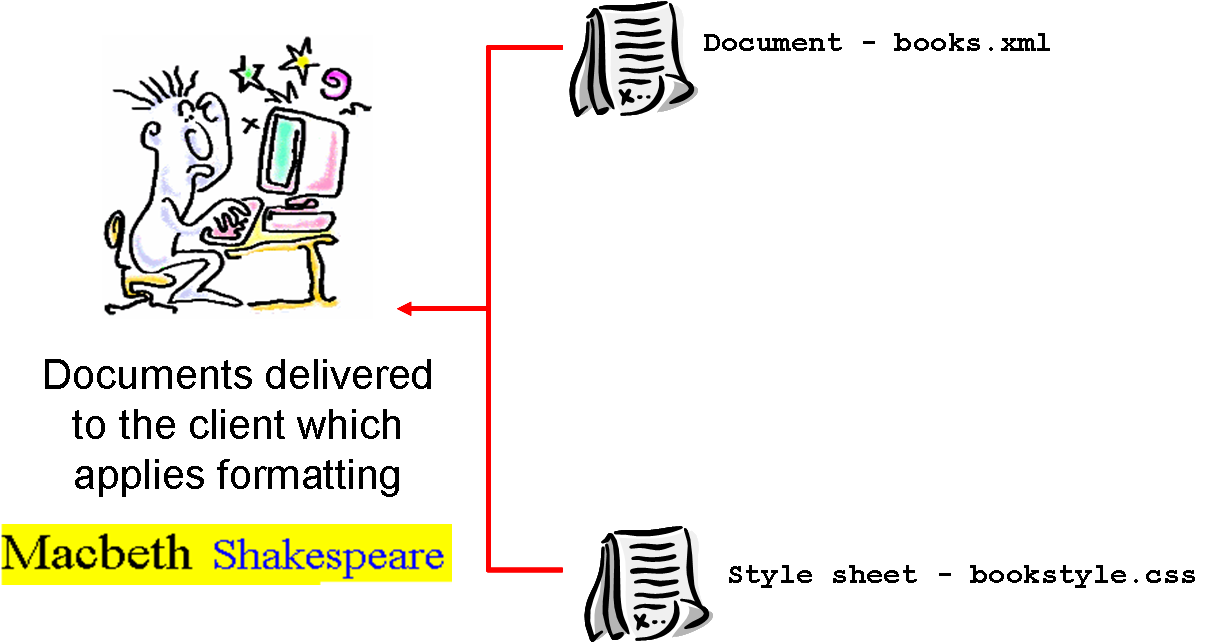 Document - books.xml
Documents delivered
to the client which
applies formatting
Macbeth Shakespeare
Style sheet - bookstyle.css